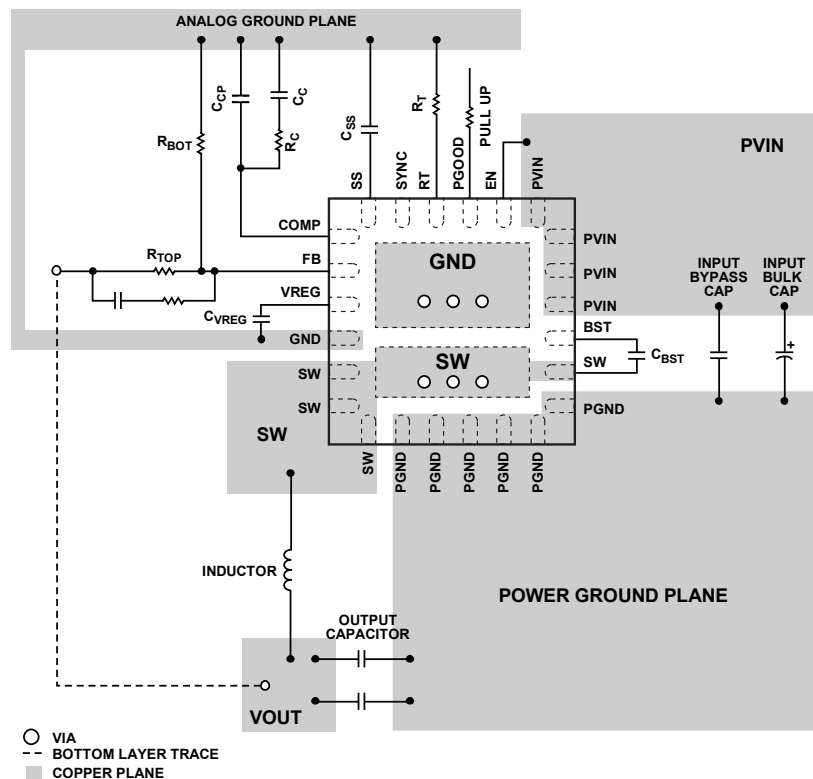 ANALOG GROUND PLANE
CCP
CC
RBOT
RC
CSS
RT
PULL UP
SS
SYNC
RT
PGOOD
EN
PVIN
PVIN
COMP
RTOP
FB
VREG
CVREG
GND
SW
SW
GND
SW
PVIN
PVIN
PVIN
BST
SW
PGND
CBST
INPUT
BYPASS
CAP
INPUT
BULK
CAP
+
SW
SW
PGND
PGND
PGND
PGND
PGND
INDUCTOR
POWER GROUND PLANE
OUTPUT
CAPACITOR
VOUT
VIA
BOTTOM LAYER TRACE
COPPER PLANE